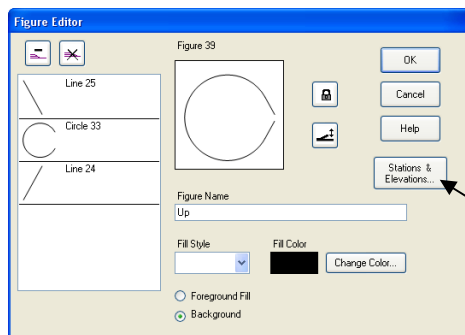 Figure Editor
Figure 39
OK
Line 25
Cancel
Circle 33
Help
Line 24
Stations &
Elevations...
Figure Name
Up
Fill Style
Fill Color
Change Color...
Foreground Fill
Background